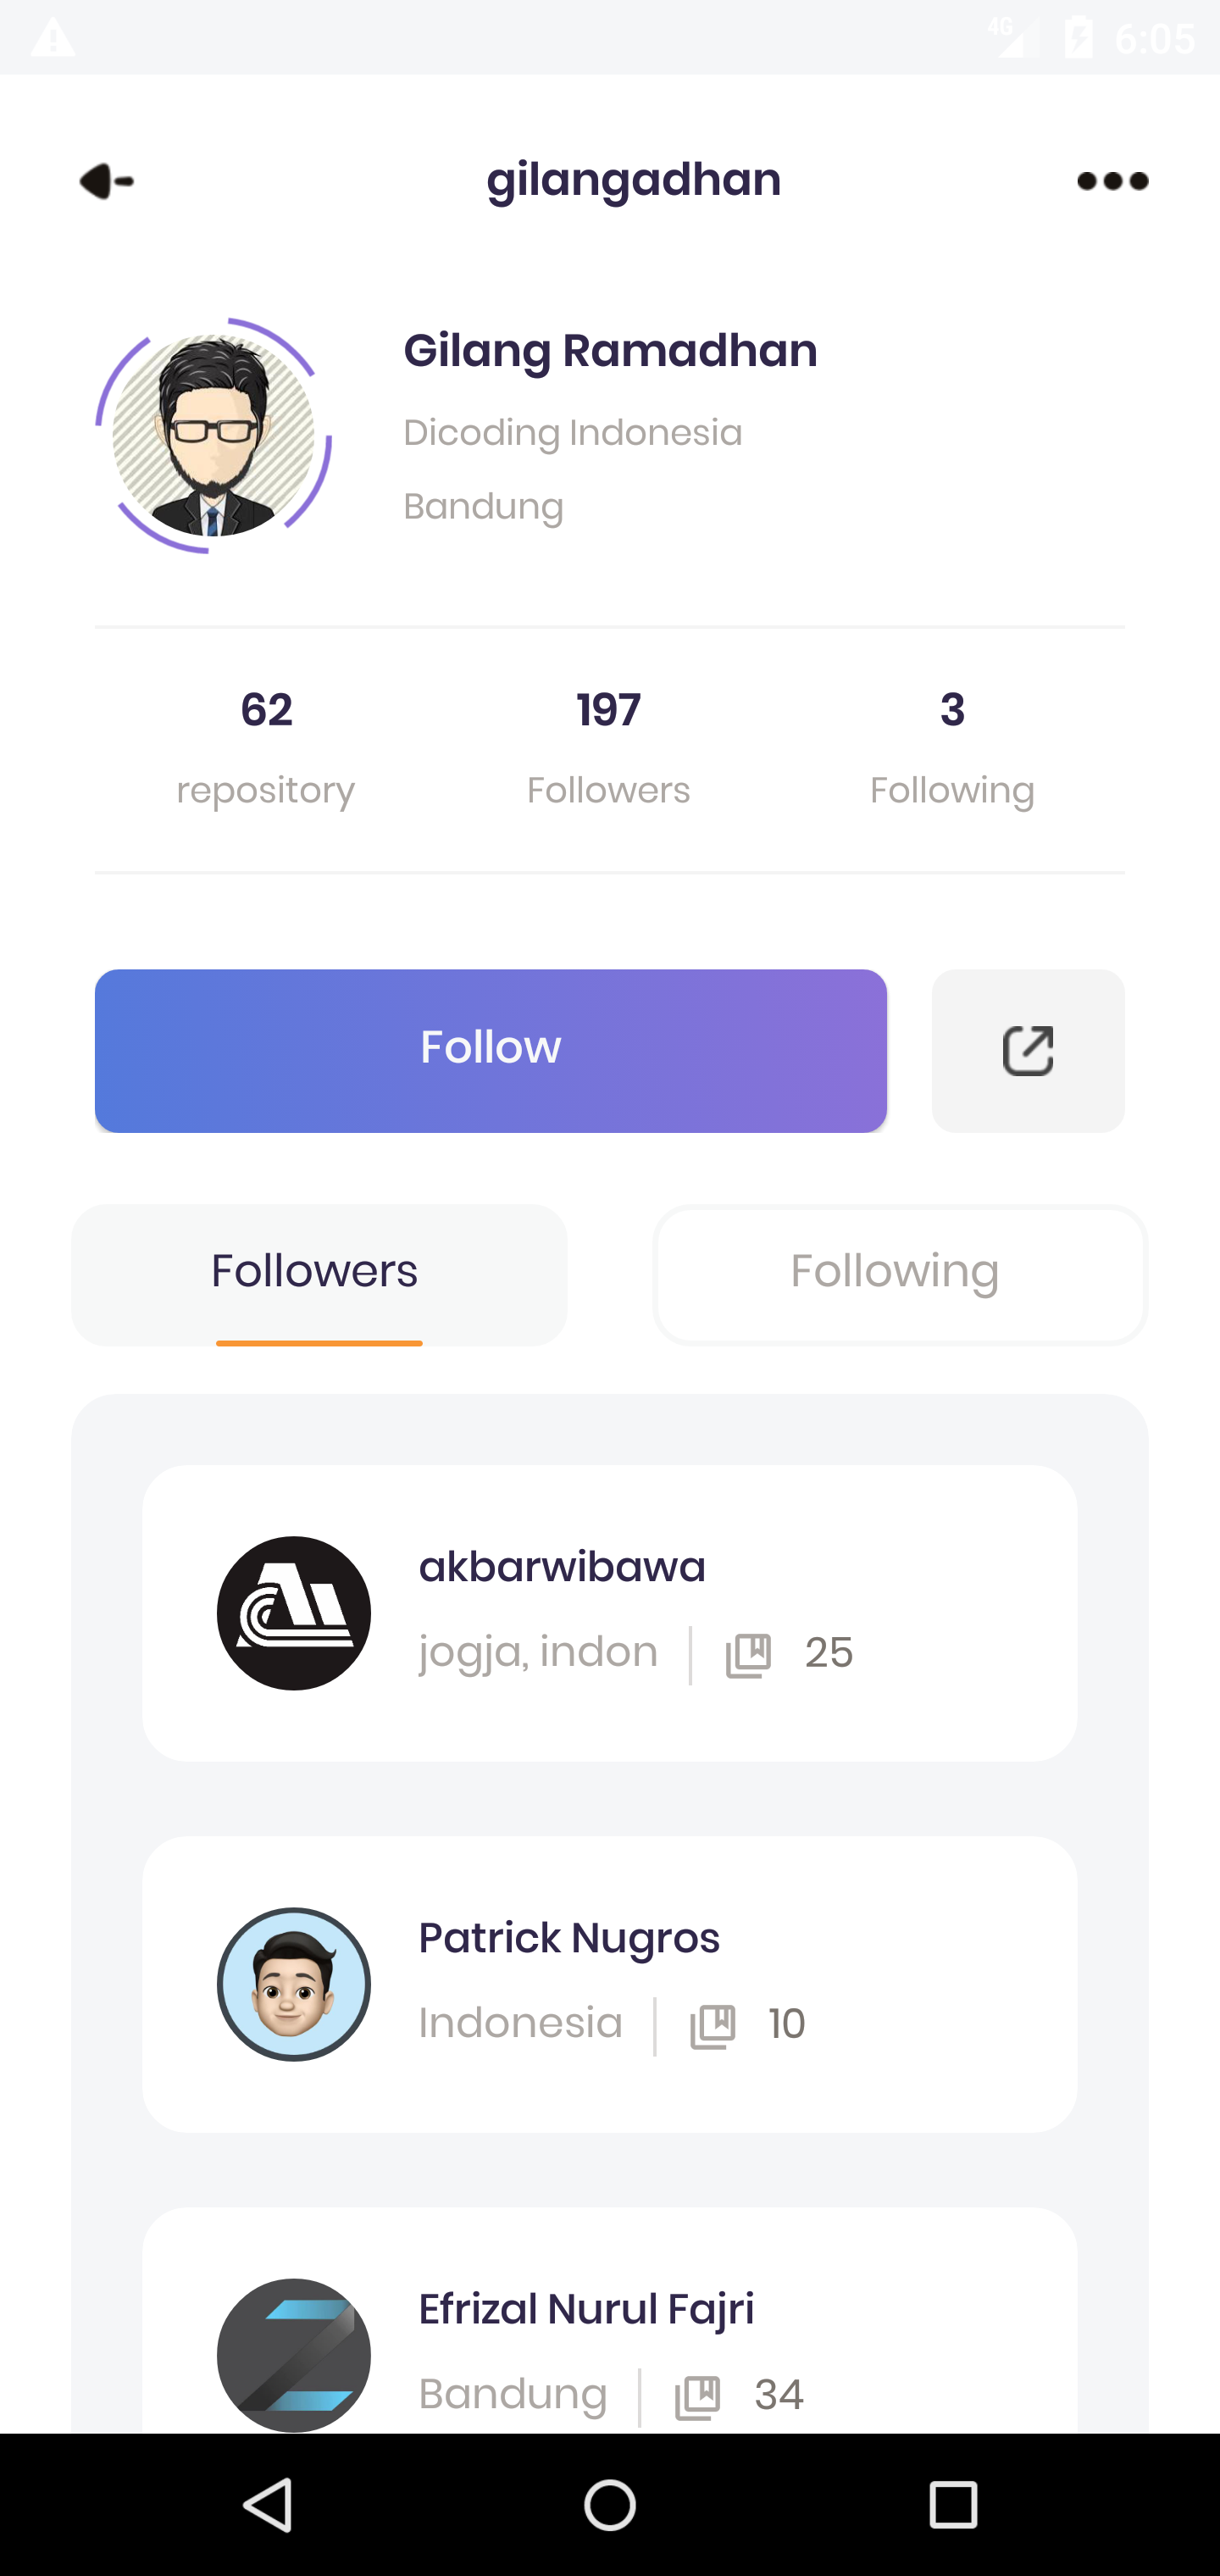 4G 6:05
gilangadhan
Gilang Ramadhan
Dicoding Indonesia
Bandung
62 197 3
repository Followers Following
Follow
Followers Following
akbarwibawa
jogja, indon 25
Patrick Nugros
Indonesia 10
Efrizal Nurul Fajri
Bandung 34